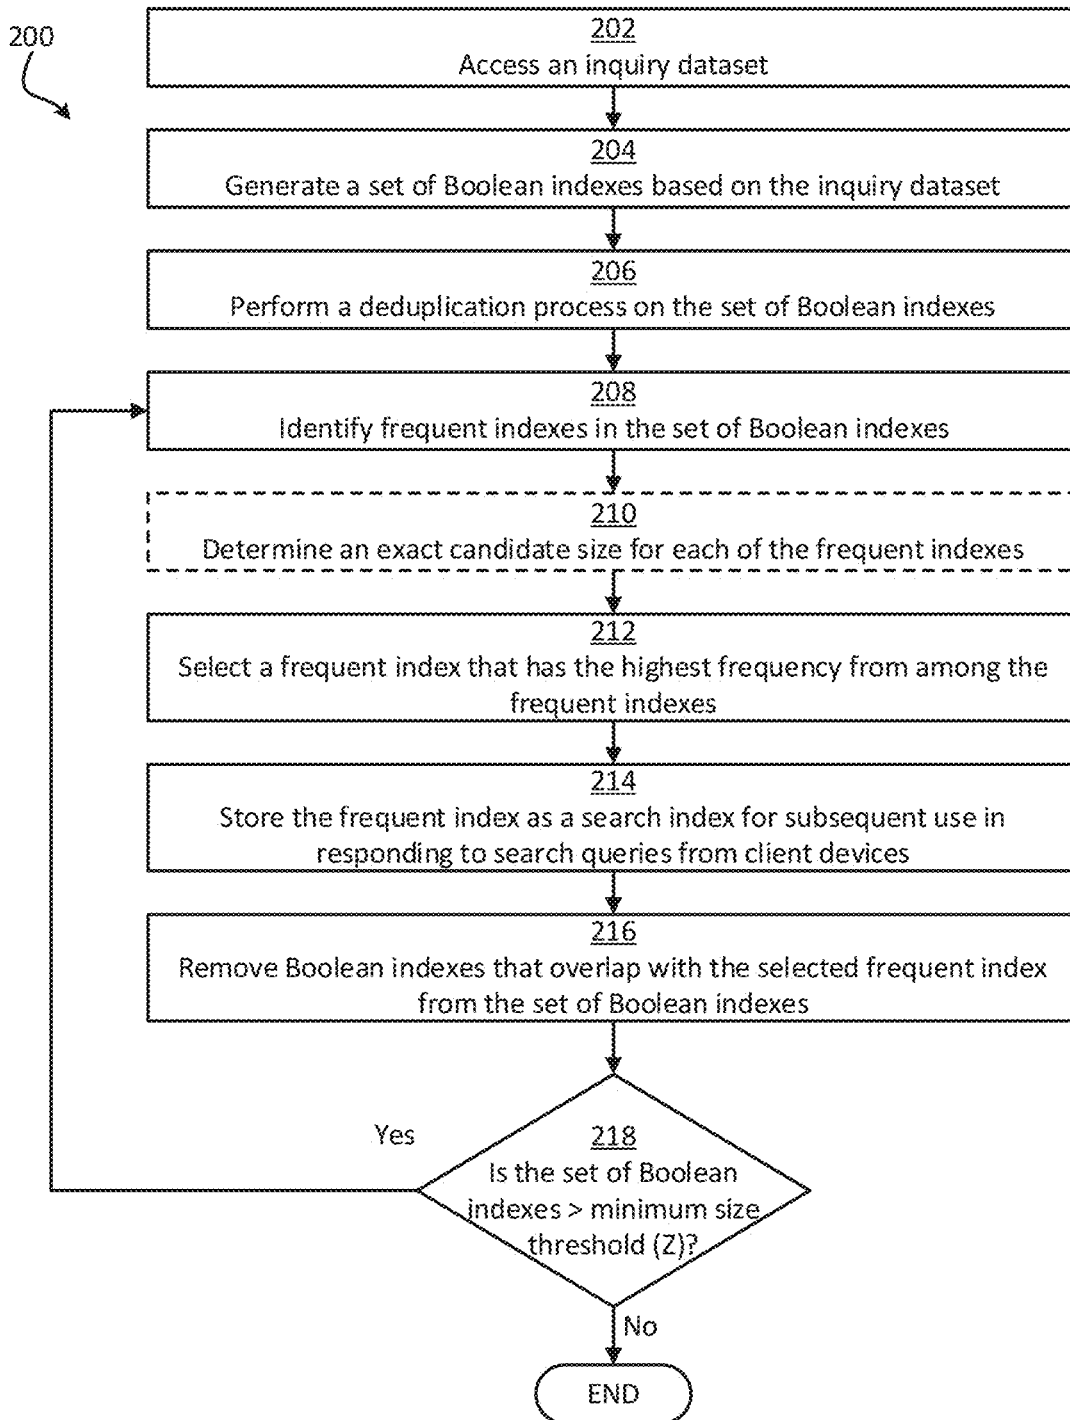 200
202
Access an inquiry dataset
204
Generate a set of Boolean indexes based on the inquiry dataset
206
Perform a deduplication process on the set of Boolean indexes
208
Identify frequent indexes in the set of Boolean indexes
210
Determine an exact candidate size for each of the frequent indexes
212
Select a frequent index that has the highest frequency from among the
frequent indexes
214
Store the frequent index as a search index for subsequent use in
responding to search queries from client devices
216
Remove Boolean indexes that overlap with the selected frequent index
from the set of Boolean indexes
Yes
218
Is the set of Boolean
indexes > minimum size
threshold (Z)?
No
END